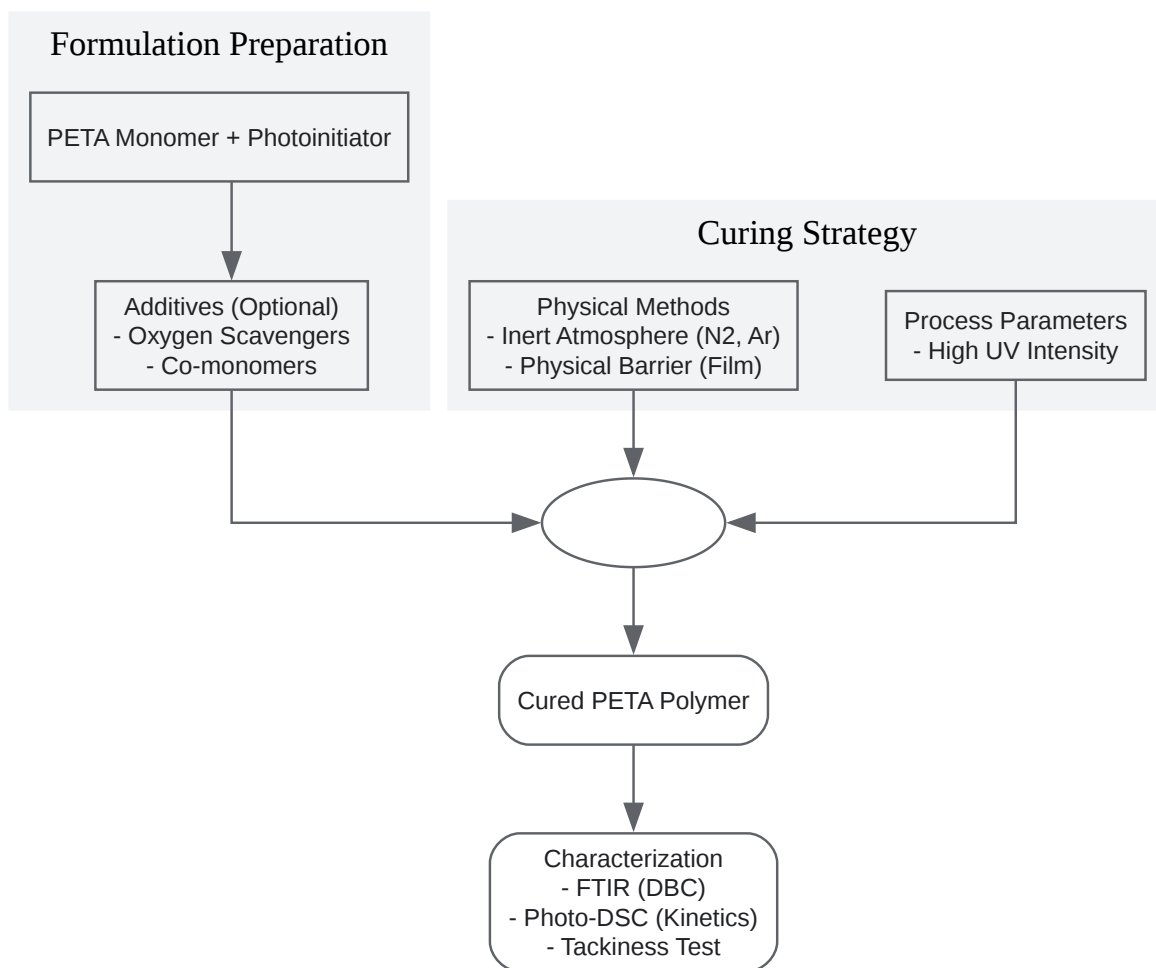 Formulation Preparation
PETA Monomer + Photoinitiator
Additives (Optional)
- Oxygen Scavengers
- Co-monomers
Curing Strategy
Physical Methods
- Inert Atmosphere (N2, Ar)
- Physical Barrier (Film)
Process Parameters
- High UV Intensity
Cured PETA Polymer
Characterization
- FTIR (DBC)
- Photo-DSC (Kinetics)
- Tackiness Test